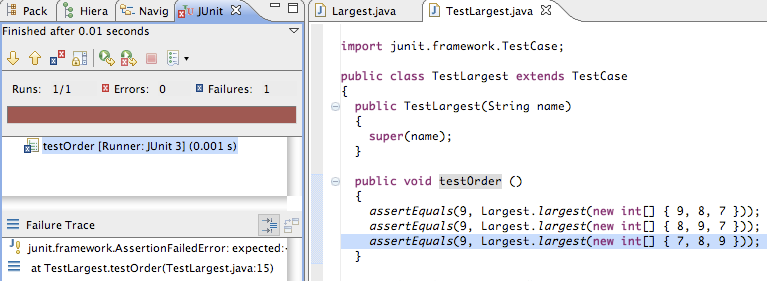 Pack Hiera Navig JUnit
Finished after 0.01 seconds
Runs: 1/1 Errors: 0 Failures: 1
testOrder [Runner: JUnit 3] (0.001 s)
Failure Trace
junit.framework.AssertionFailedError: expected:
at TestLargest.testOrder(TestLargest.java:15)
Largest.java TestLargest.java
import junit.framework.TestCase;
public class TestLargest extends TestCase
{
public TestLargest(String name)
{
super(name);
}
public void testOrder ()
{
assertEquals(9, Largest.largest(new int[] { 9, 8, 7 }));
assertEquals(9, Largest.largest(new int[] { 8, 9, 7 }));
assertEquals(9, Largest.largest(new int[] { 7, 8, 9 }));
}